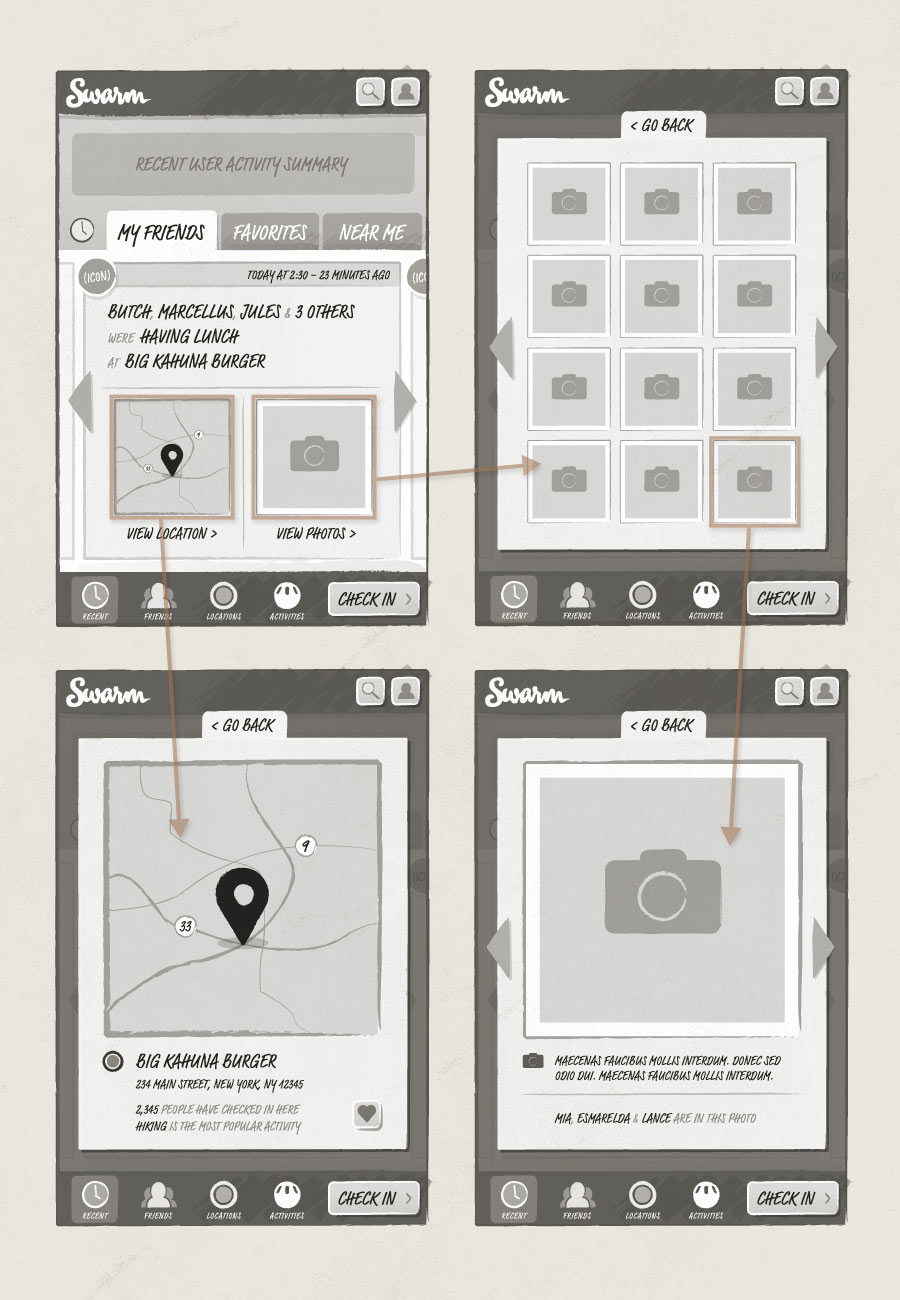 Swarm
RECENT USER ACTIVITY SUMMARY
MY FRIENDS
FAVORITES
NEAR ME
(ICON)
TODAY AT 2:30 – 23 MINUTES AGO
(ICO
BUTCH, MARCELLUS, JULES & 3 OTHERS
WERE HAVING LUNCH
AT BIG KAHUNA BURGER
9
33
VIEW LOCATION >
VIEW PHOTOS >
RECENT
FRIENDS
LOCATIONS
ACTIVITIES
CHECK IN >
Swarm
< GO BACK
(ICO
RECENT
FRIENDS
LOCATIONS
ACTIVITIES
CHECK IN >
Swarm
< GO BACK
9
33
(ICO
BIG KAHUNA BURGER
234 MAIN STREET, NEW YORK, NY 12345
2,345 PEOPLE HAVE CHECKED IN HERE
HIKING IS THE MOST POPULAR ACTIVITY
RECENT
FRIENDS
LOCATIONS
ACTIVITIES
CHECK IN >
Swarm
< GO BACK
(ICO
MAECENAS FAUCIBUS MOLLIS INTERDUM. DONEC SED
ODIO DUI. MAECENAS FAUCIBUS MOLLIS INTERDUM.
MIA, ESMARELDA & LANCE ARE IN THIS PHOTO
RECENT
FRIENDS
LOCATIONS
ACTIVITIES
CHECK IN >